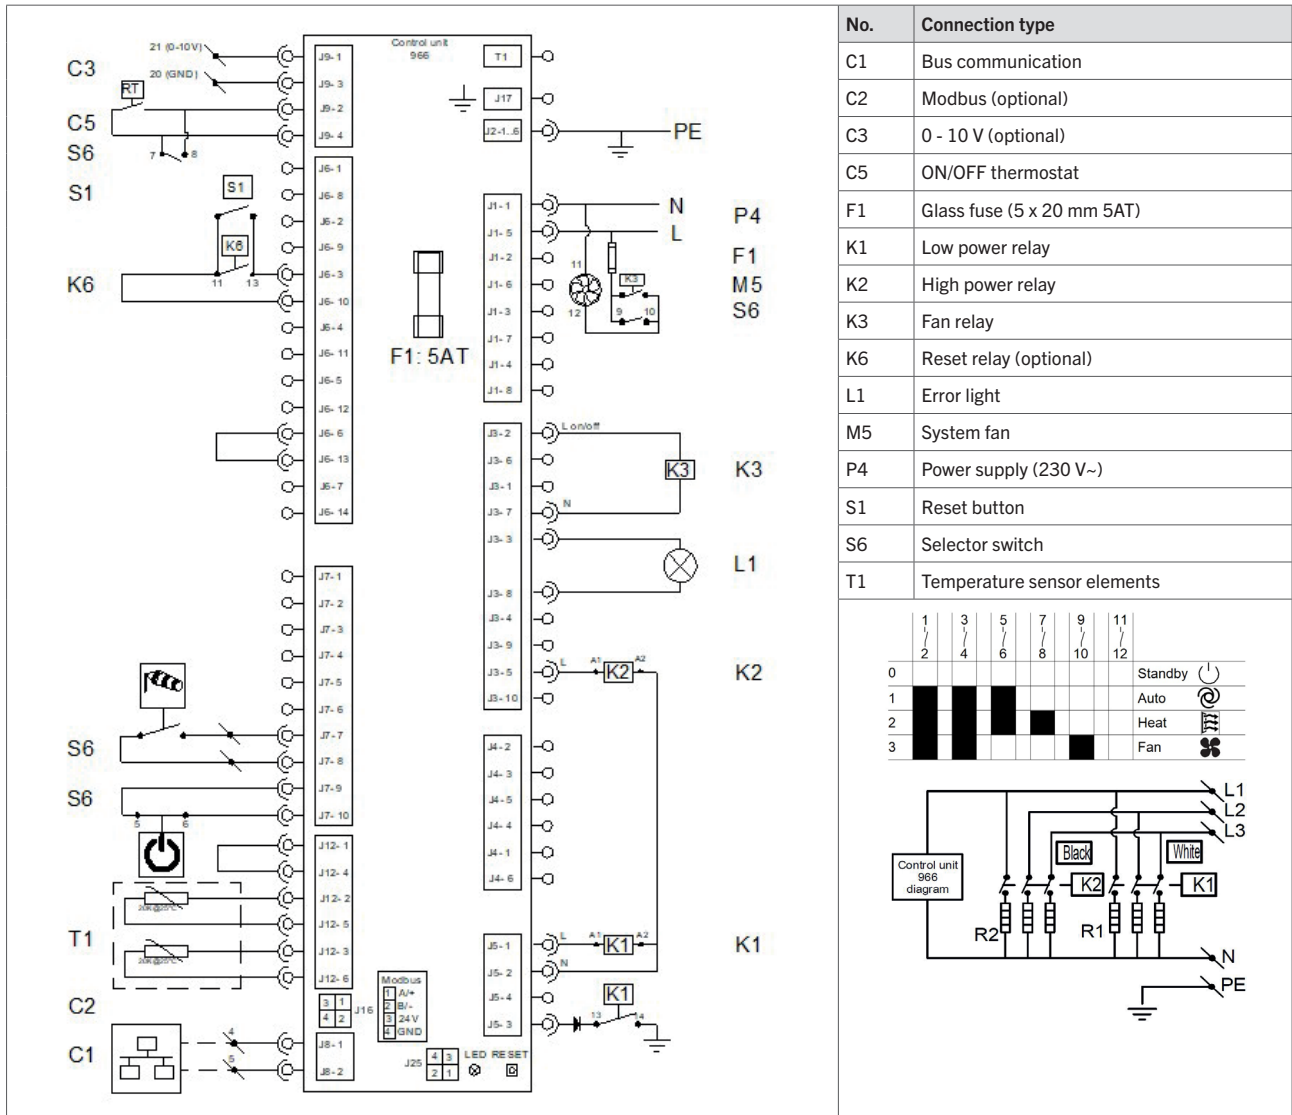 Control unit
966
C3
C5
S6
S1
K6
21 (0-10V)
20 (GND)
RT
7 8
S1
K6
11 13
J9-1
J9-3
J9-2
J9-4
J6-1
J6-8
J6-2
J6-9
J6-3
J6-10
J6-4
J6-11
J6-5
J6-12
J6-6
J6-13
J6-7
J6-14
J7-1
J7-2
J7-3
J7-4
J7-5
J7-6
J7-7
J7-8
J7-9
J7-10
J12-1
J12-4
J12-2
J12-5
J12-3
J12-6
J8-1
J8-2
S6
S6
5 6
T1
20K@25°C
20K@25°C
C2
C1
4
5
F1: 5AT
3 1
4 2
J16
Modbus
1 A/+
2 B/-
3 24V
4 GND
J25
4 3
2 1
LED RESET
T1
J17
J2-1..6
PE
J1-1
J1-5
J1-2
J1-6
J1-3
J1-7
J1-4
J1-8
N
L
11
12
K3
9 10
P4
F1
M5
S6
J3-2
J3-6
J3-1
J3-7
J3-3
J3-8
J3-4
J3-9
J3-5
J3-10
L on/off
K3
N
K3
L1
L A1 K2 A2
K2
J4-2
J4-3
J4-5
J4-4
J4-1
J4-6
J5-1
J5-2
J5-4
J5-3
L A1 K1 A2
N
K1
K1
13 14
No. Connection type
C1 Bus communication
C2 Modbus (optional)
C3 0 - 10 V (optional)
C5 ON/OFF thermostat
F1 Glass fuse (5 x 20 mm 5AT)
K1 Low power relay
K2 High power relay
K3 Fan relay
K6 Reset relay (optional)
L1 Error light
M5 System fan
P4 Power supply (230 V~)
S1 Reset button
S6 Selector switch
T1 Temperature sensor elements
1 3 5 7 9 11
2 4 6 8 10 12
0 Standby
1 Auto
2 Heat
3 Fan
L1
L2
L3
Black
White
Control unit
966
diagram
K2
K1
R2
R1
N
PE